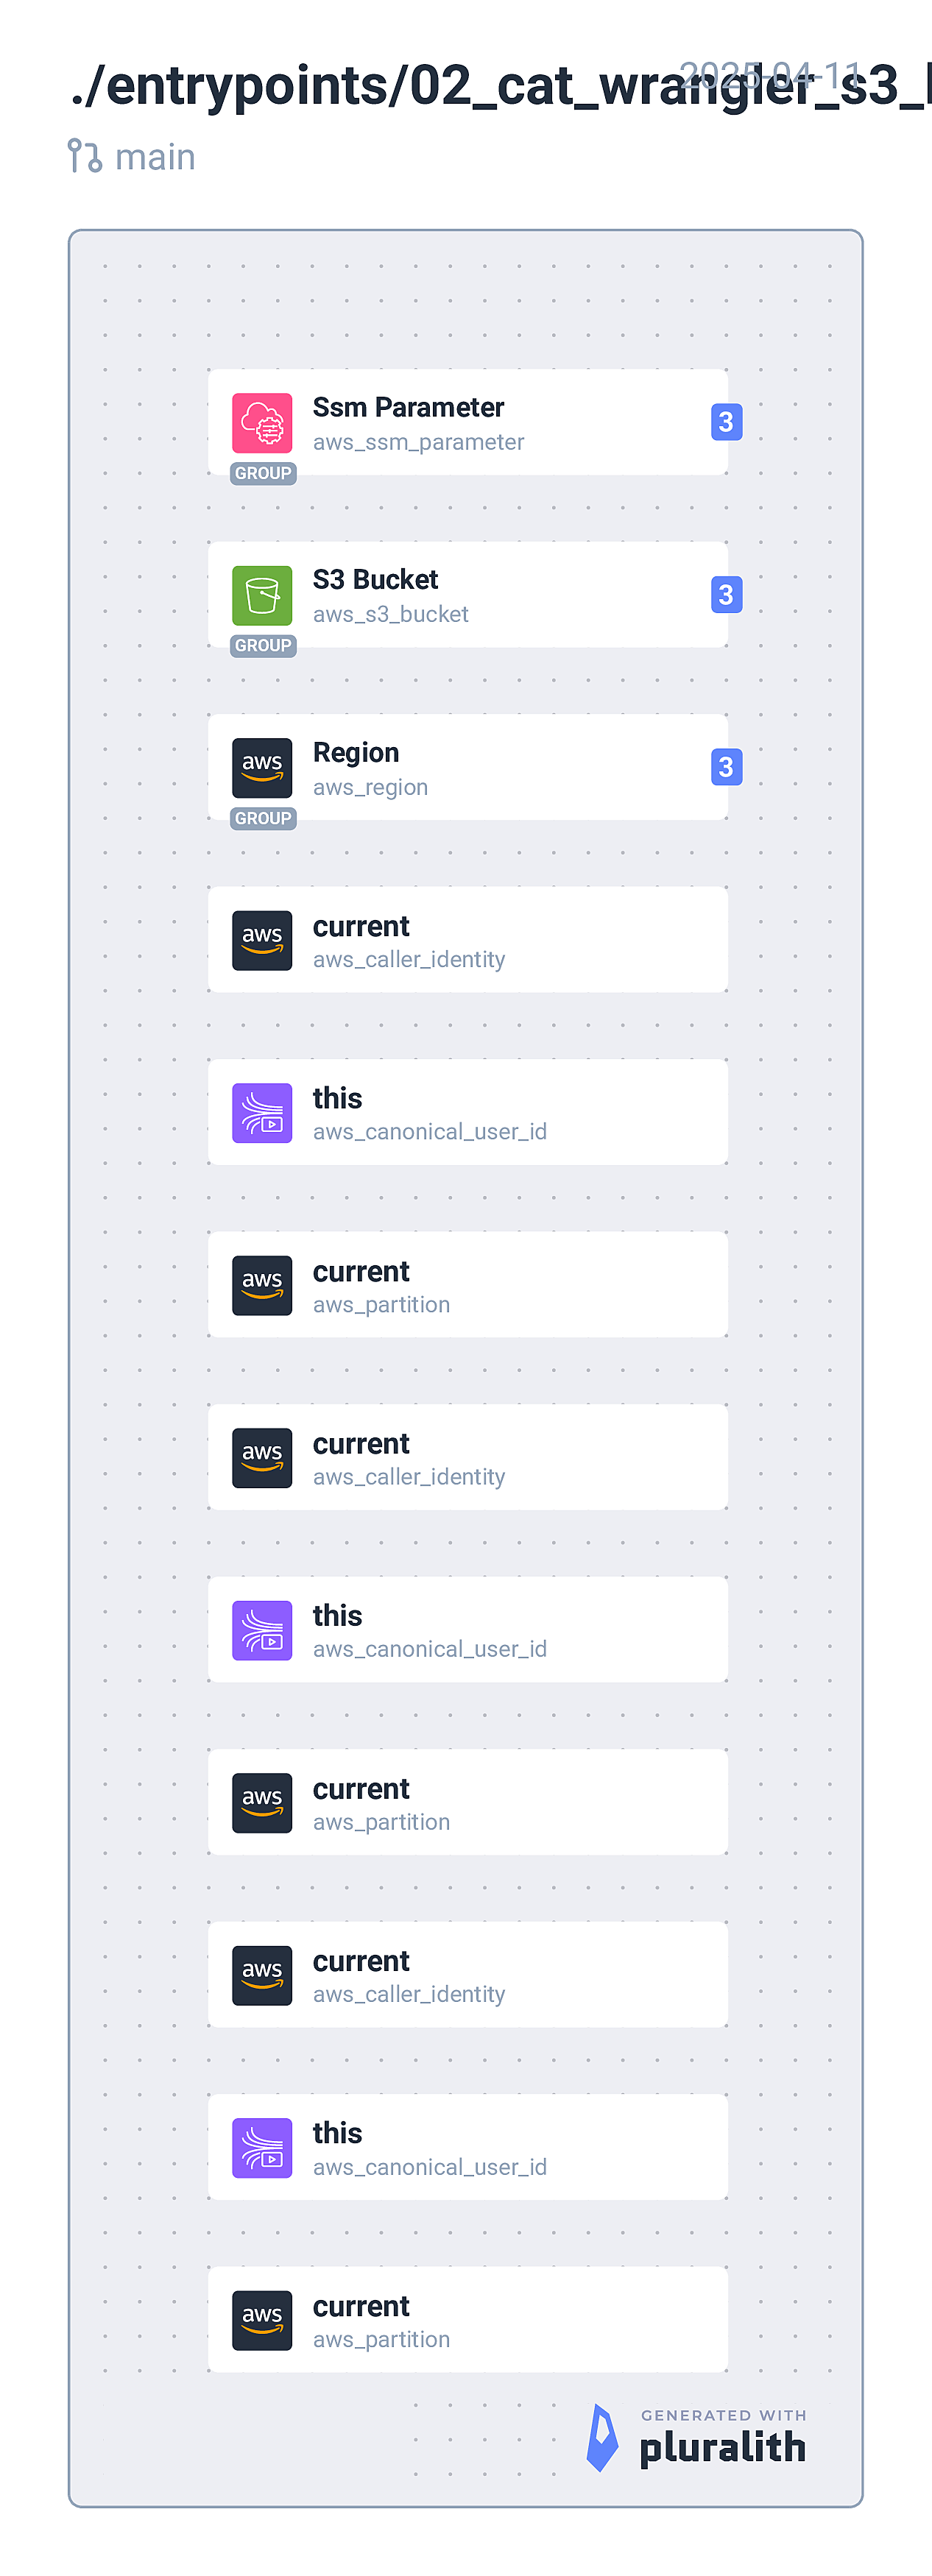 ./entrypoints/02_cat_wrangler_s3_
2025-04-11
main
Ssm Parameter
aws_ssm_parameter
3
GROUP
S3 Bucket
aws_s3_bucket
3
GROUP
aws
Region
aws_region
3
GROUP
aws
current
aws_caller_identity
this
aws_canonical_user_id
aws
current
aws_partition
aws
current
aws_caller_identity
this
aws_canonical_user_id
aws
current
aws_partition
aws
current
aws_caller_identity
this
aws_canonical_user_id
aws
current
aws_partition
GENERATED WITH
pluralith